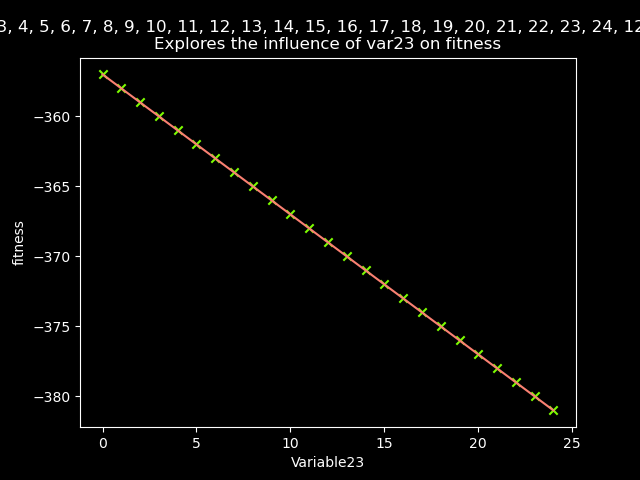 3, 4, 5, 6, 7, 8, 9, 10, 11, 12, 13, 14, 15, 16, 17, 18, 19, 20, 21, 22, 23, 24, 12
Explores the influence of var23 on fitness
−360
−365
−370
−375
−380
fitness
0 5 10 15 20 25
Variable23